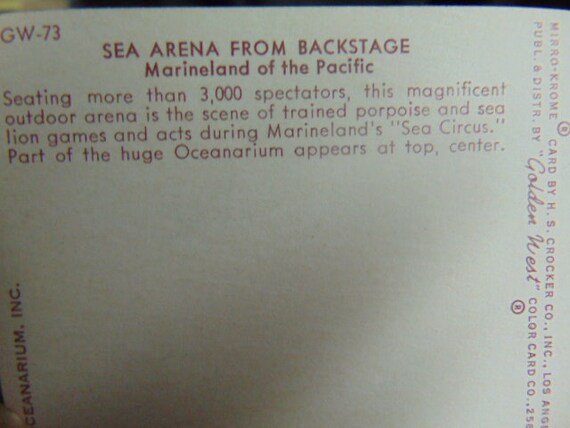 GW-73
SEA ARENA FROM BACKSTAGE
Marineland of the Pacific
Seating more than 3,000 spectators, this magnificent
outdoor arena is the scene of trained porpoise and sea
lion games and acts during Marineland's "Sea Circus."
Part of the huge Oceanarium appears at top, center.
MIRRO-KROME ® CARD BY H. S. CROCKER CO., INC., LOS
PUBL. & DISTR. BY "Golden West" ® COLOR CARD CO.,
INC.